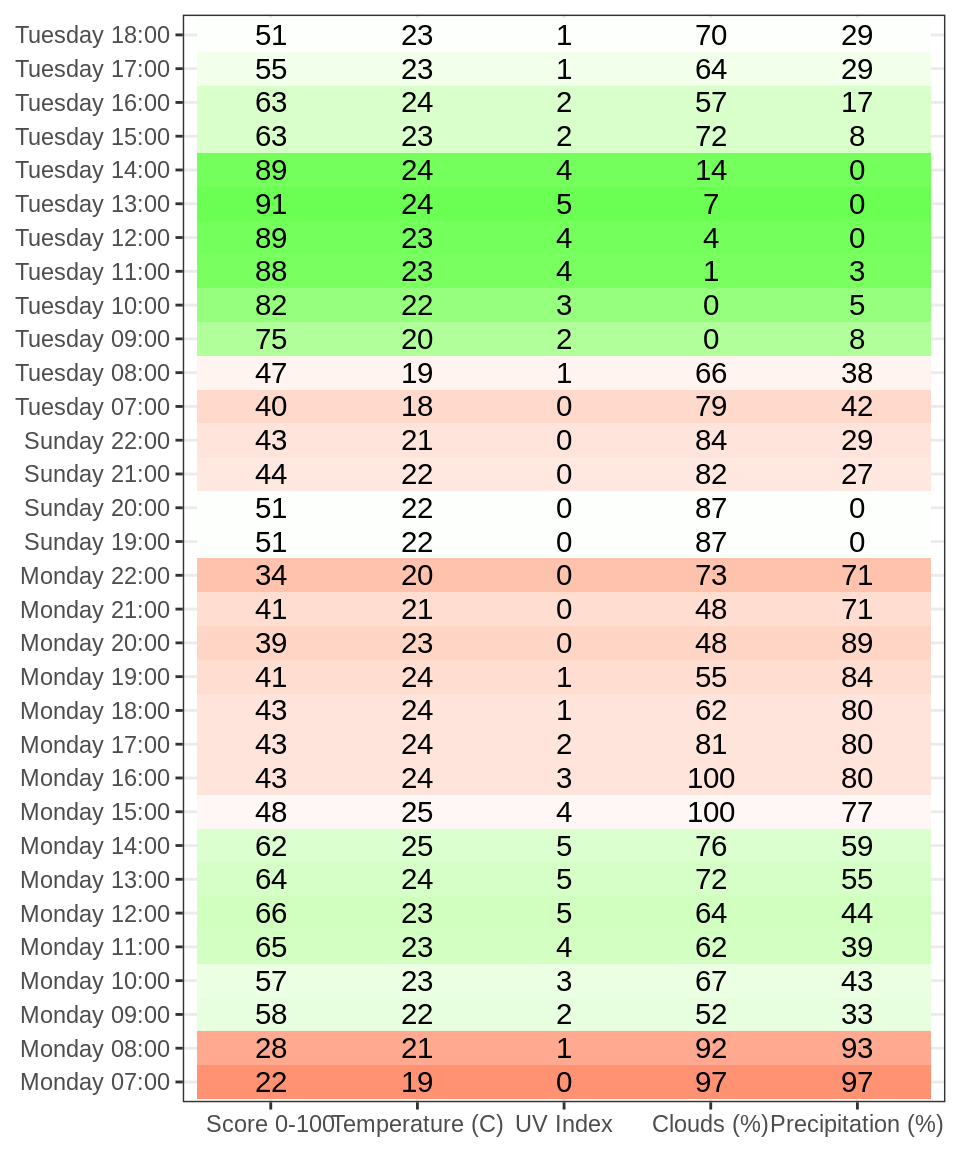 Tuesday 18:00 51 23 1 70 29
Tuesday 17:00 55 23 1 64 29
Tuesday 16:00 63 24 2 57 17
Tuesday 15:00 63 23 2 72 8
Tuesday 14:00 89 24 4 14 0
Tuesday 13:00 91 24 5 7 0
Tuesday 12:00 89 23 4 4 0
Tuesday 11:00 88 23 4 1 3
Tuesday 10:00 82 22 3 0 5
Tuesday 09:00 75 20 2 0 8
Tuesday 08:00 47 19 1 66 38
Tuesday 07:00 40 18 0 79 42
Sunday 22:00 43 21 0 84 29
Sunday 21:00 44 22 0 82 27
Sunday 20:00 51 22 0 87 0
Sunday 19:00 51 22 0 87 0
Monday 22:00 34 20 0 73 71
Monday 21:00 41 21 0 48 71
Monday 20:00 39 23 0 48 89
Monday 19:00 41 24 1 55 84
Monday 18:00 43 24 1 62 80
Monday 17:00 43 24 2 81 80
Monday 16:00 43 24 3 100 80
Monday 15:00 48 25 4 100 77
Monday 14:00 62 25 5 76 59
Monday 13:00 64 24 5 72 55
Monday 12:00 66 23 5 64 44
Monday 11:00 65 23 4 62 39
Monday 10:00 57 23 3 67 43
Monday 09:00 58 22 2 52 33
Monday 08:00 28 21 1 92 93
Monday 07:00 22 19 0 97 97
Score 0-100 Temperature (C) UV Index Clouds (%) Precipitation (%)